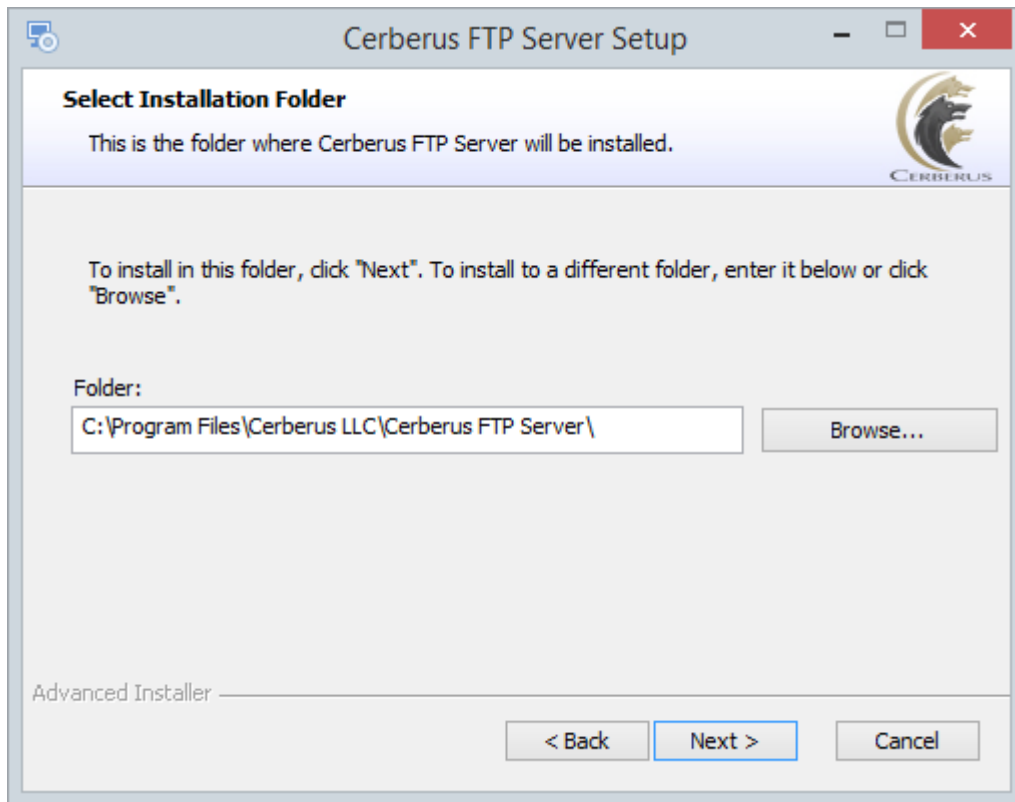 Cerberus FTP Server Setup
Select Installation Folder
This is the folder where Cerberus FTP Server will be installed.
CERBERUS
To install in this folder, click "Next". To install to a different folder, enter it below or click
"Browse".
Folder:
C:\Program Files\Cerberus LLC\Cerberus FTP Server\
Browse...
Advanced Installer
< Back
Next >
Cancel